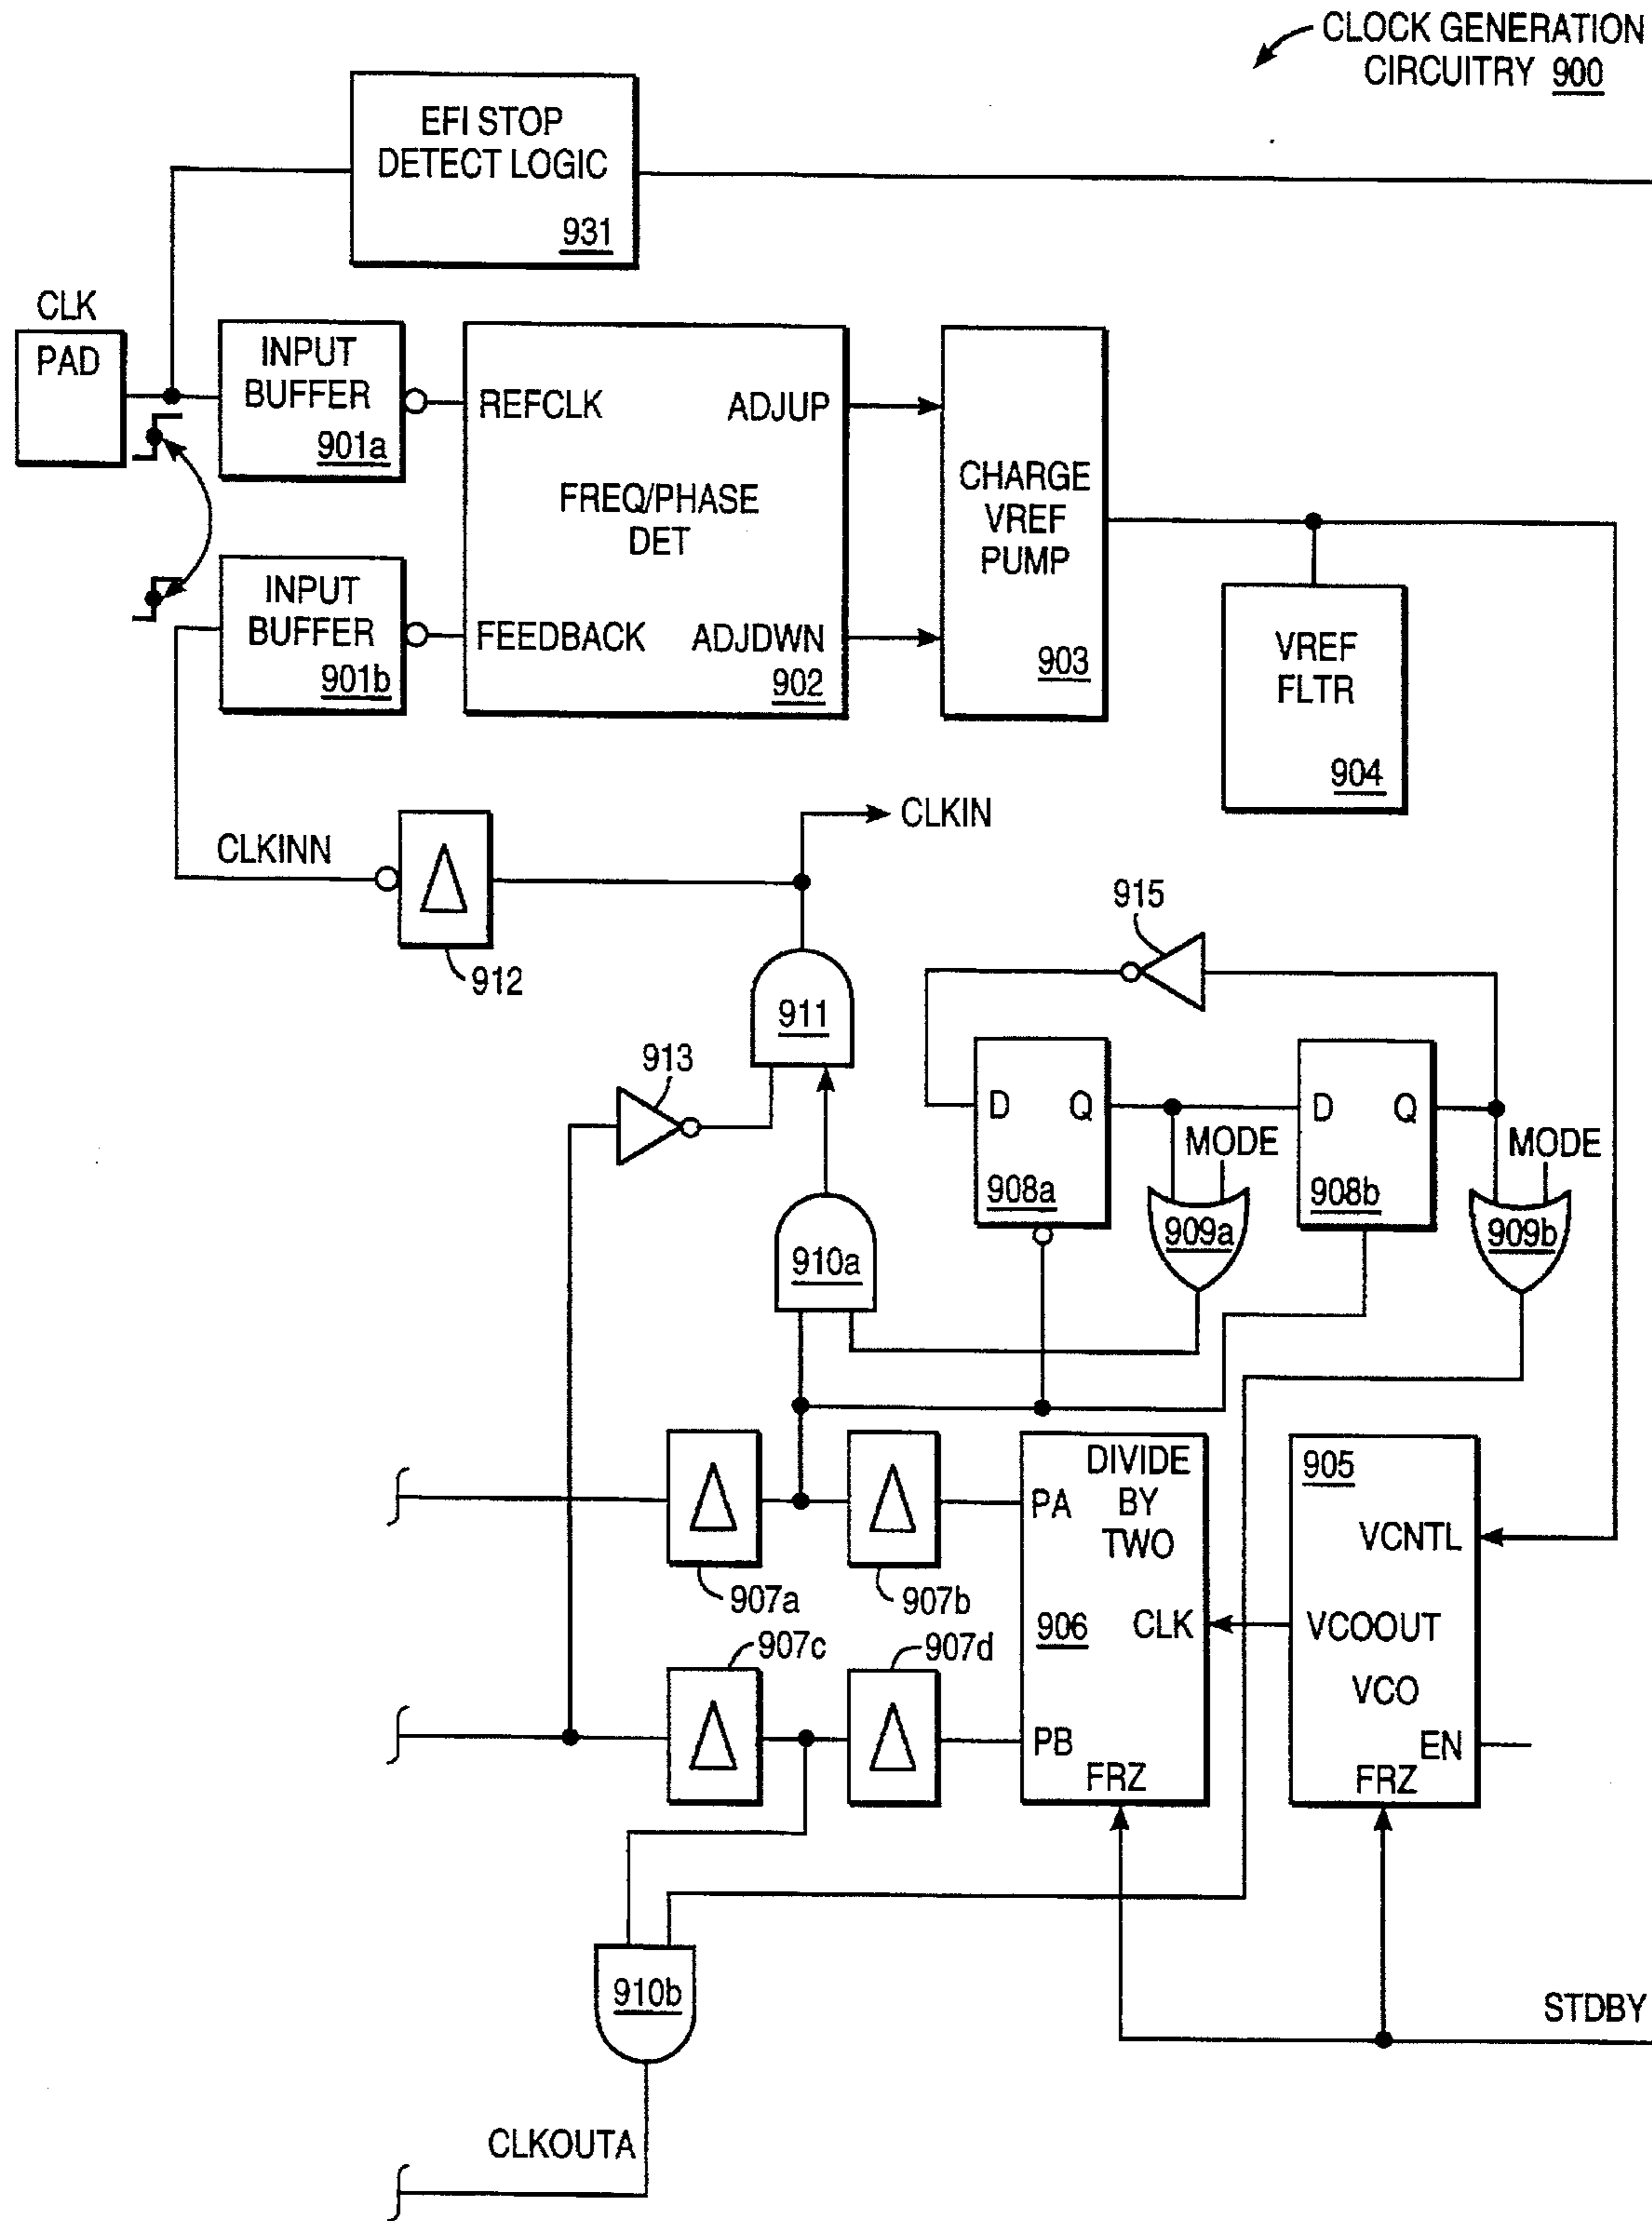 CLOCK GENERATION
CIRCUITRY 900
EFI STOP
DETECT LOGIC
931
CLK
PAD
INPUT
BUFFER
901a
REFCLK
ADJUP
FREQ/PHASE
DET
CHARGE
VREF
PUMP
903
INPUT
BUFFER
901b
FEEDBACK
ADJDWN
902
VREF
FLTR
904
CLKIN
CLKINN
Δ
912
915
911
913
D
Q
908a
MODE
909a
D
Q
908b
MODE
909b
910a
Δ
907a
Δ
907b
PA
DIVIDE
BY
TWO
906
CLK
905
VCNTL
VCOOUT
VCO
EN
FRZ
907c
Δ
907d
Δ
PB
FRZ
910b
STDBY
CLKOUTA